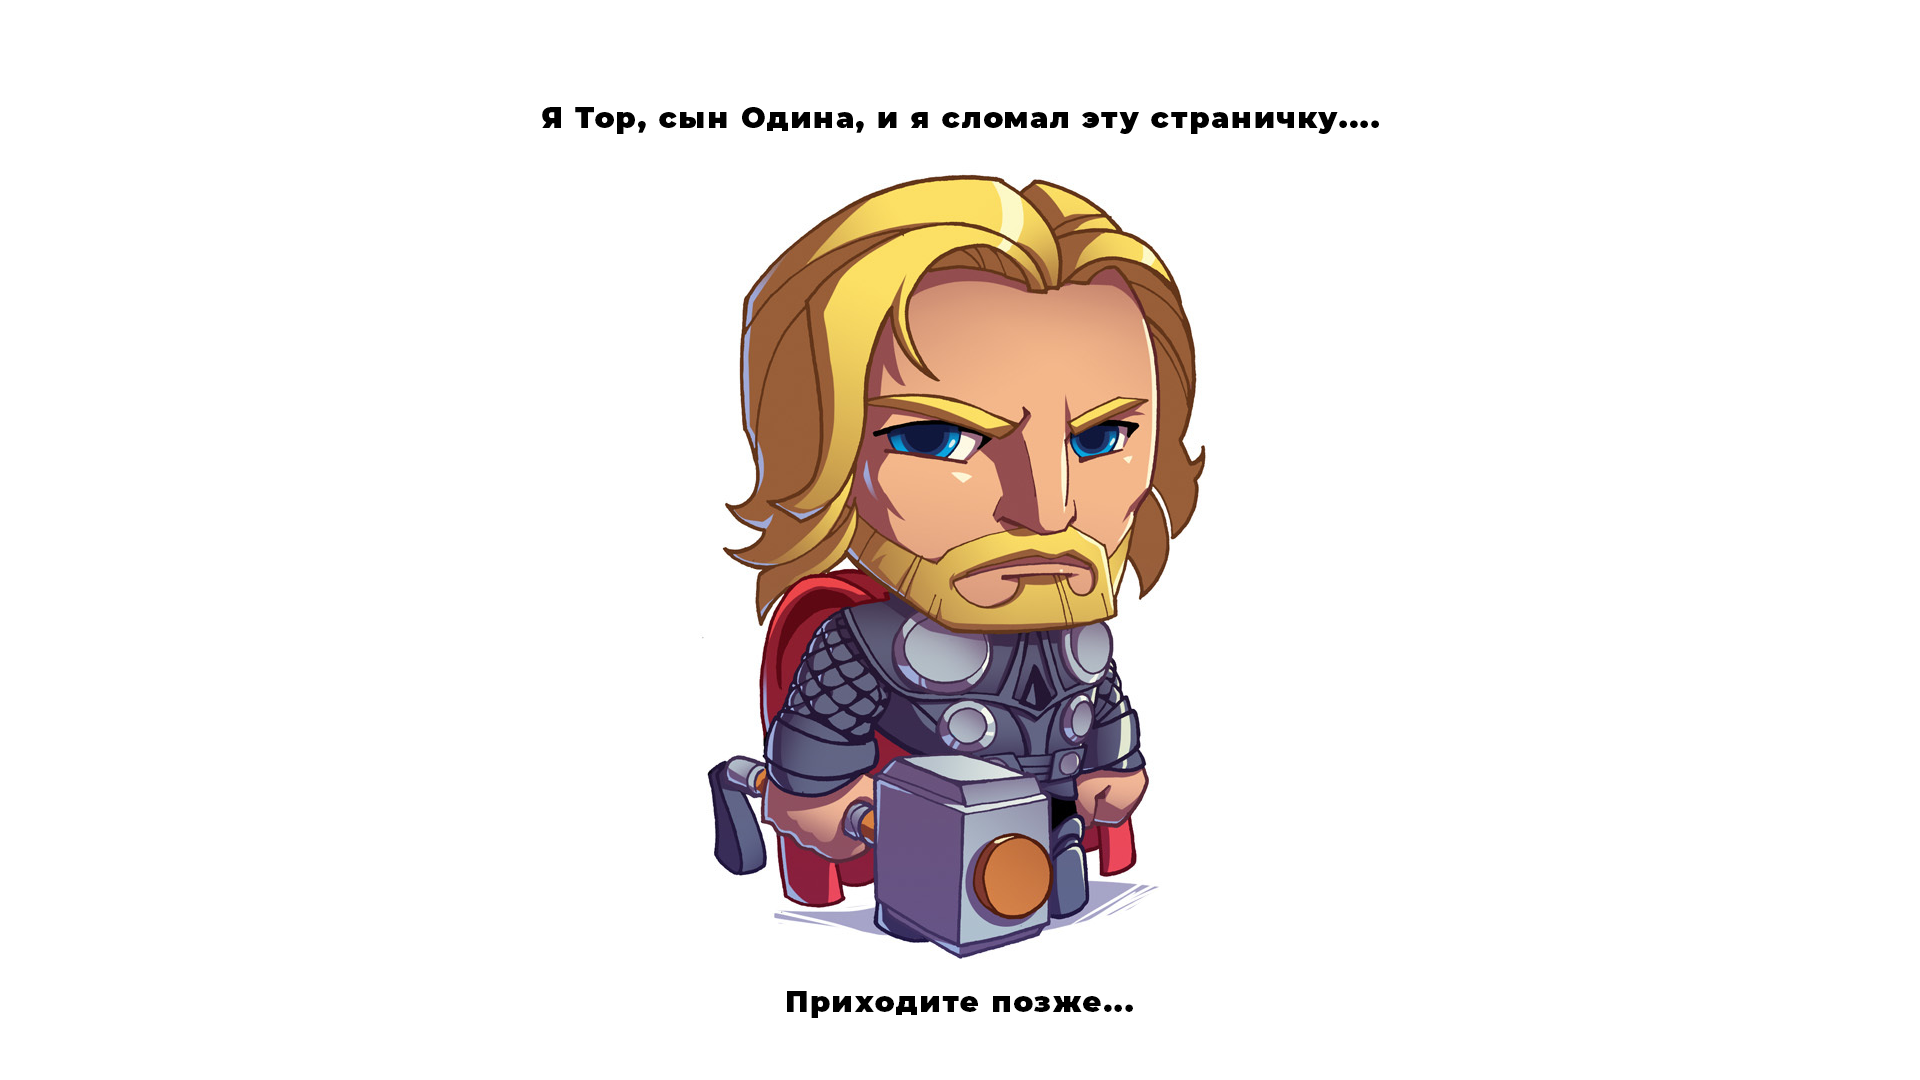 Я Тор, сын Одина, и я сломал эту страничку....
Приходите позже...